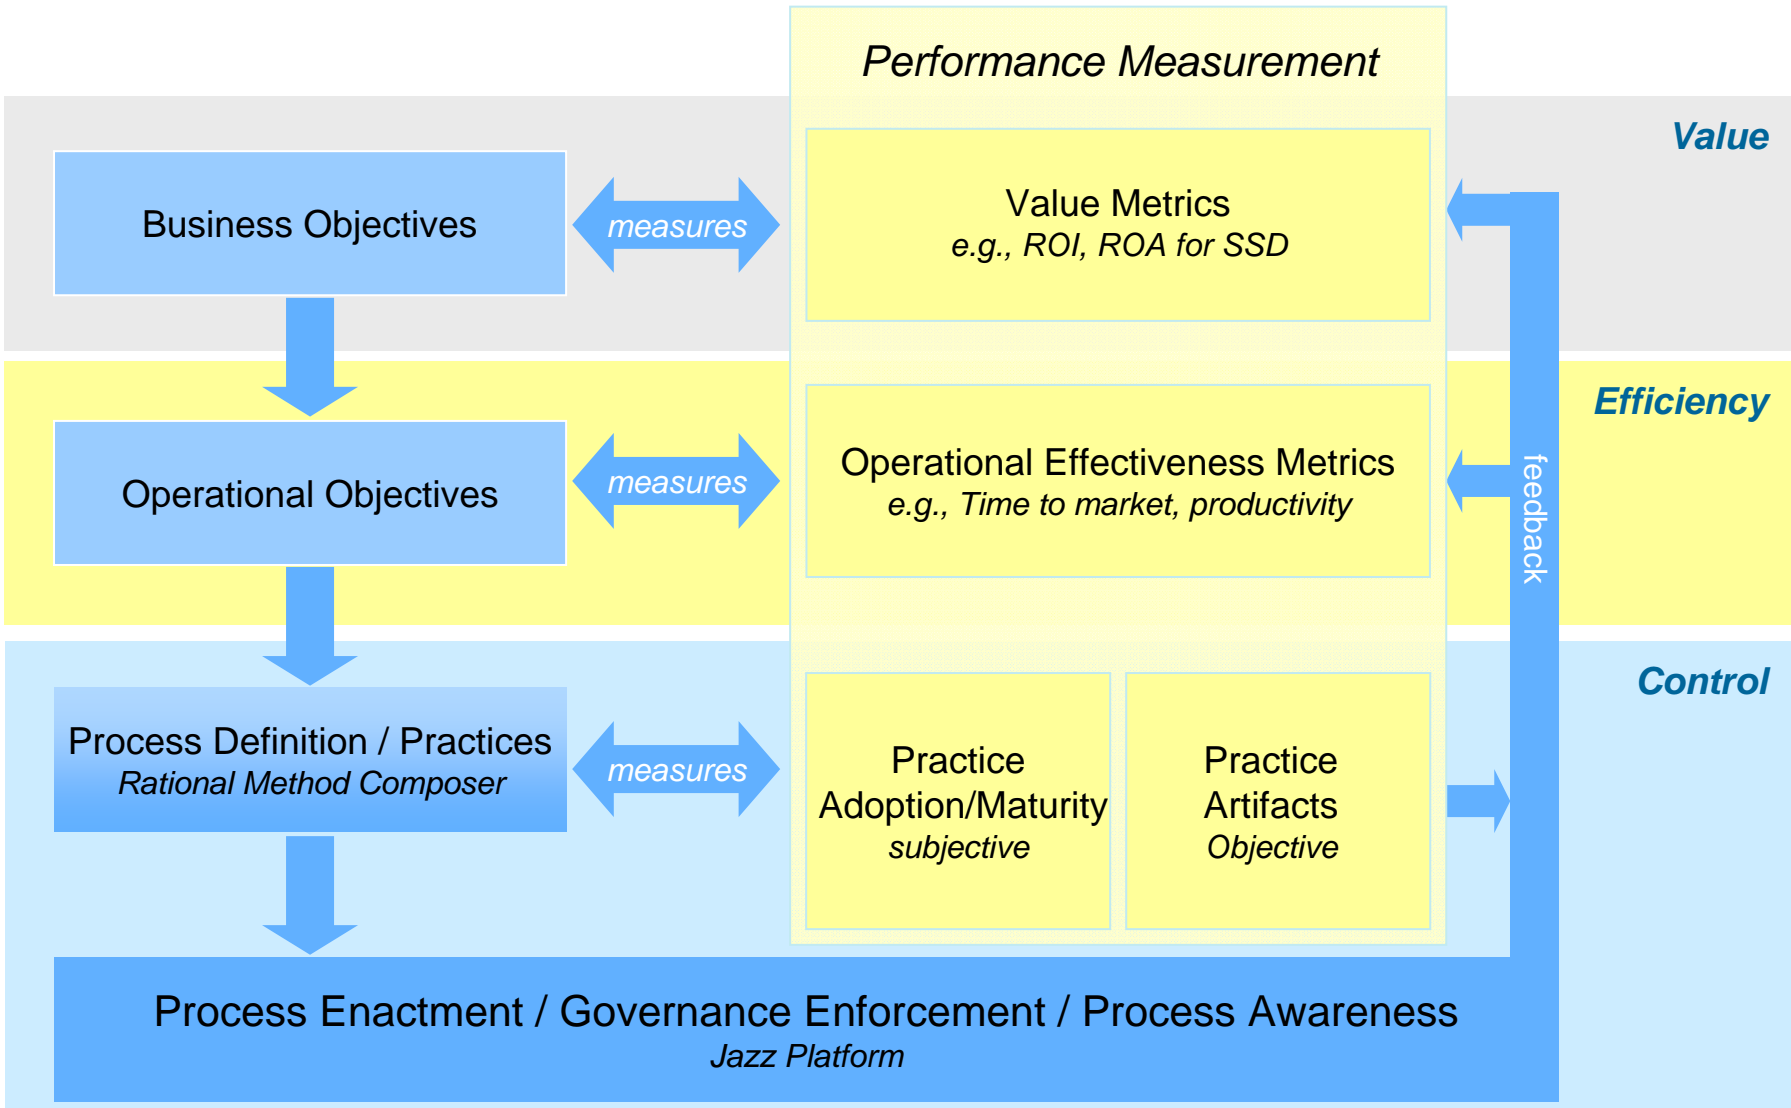 Performance Measurement
Value
Business Objectives
measures
Value Metrics
e.g., ROI, ROA for SSD
Efficiency
Operational Objectives
measures
Operational Effectiveness Metrics
e.g., Time to market, productivity
feedback
Control
Process Definition / Practices
Rational Method Composer
measures
Practice
Adoption/Maturity
subjective
Practice
Artifacts
Objective
Process Enactment / Governance Enforcement / Process Awareness
Jazz Platform